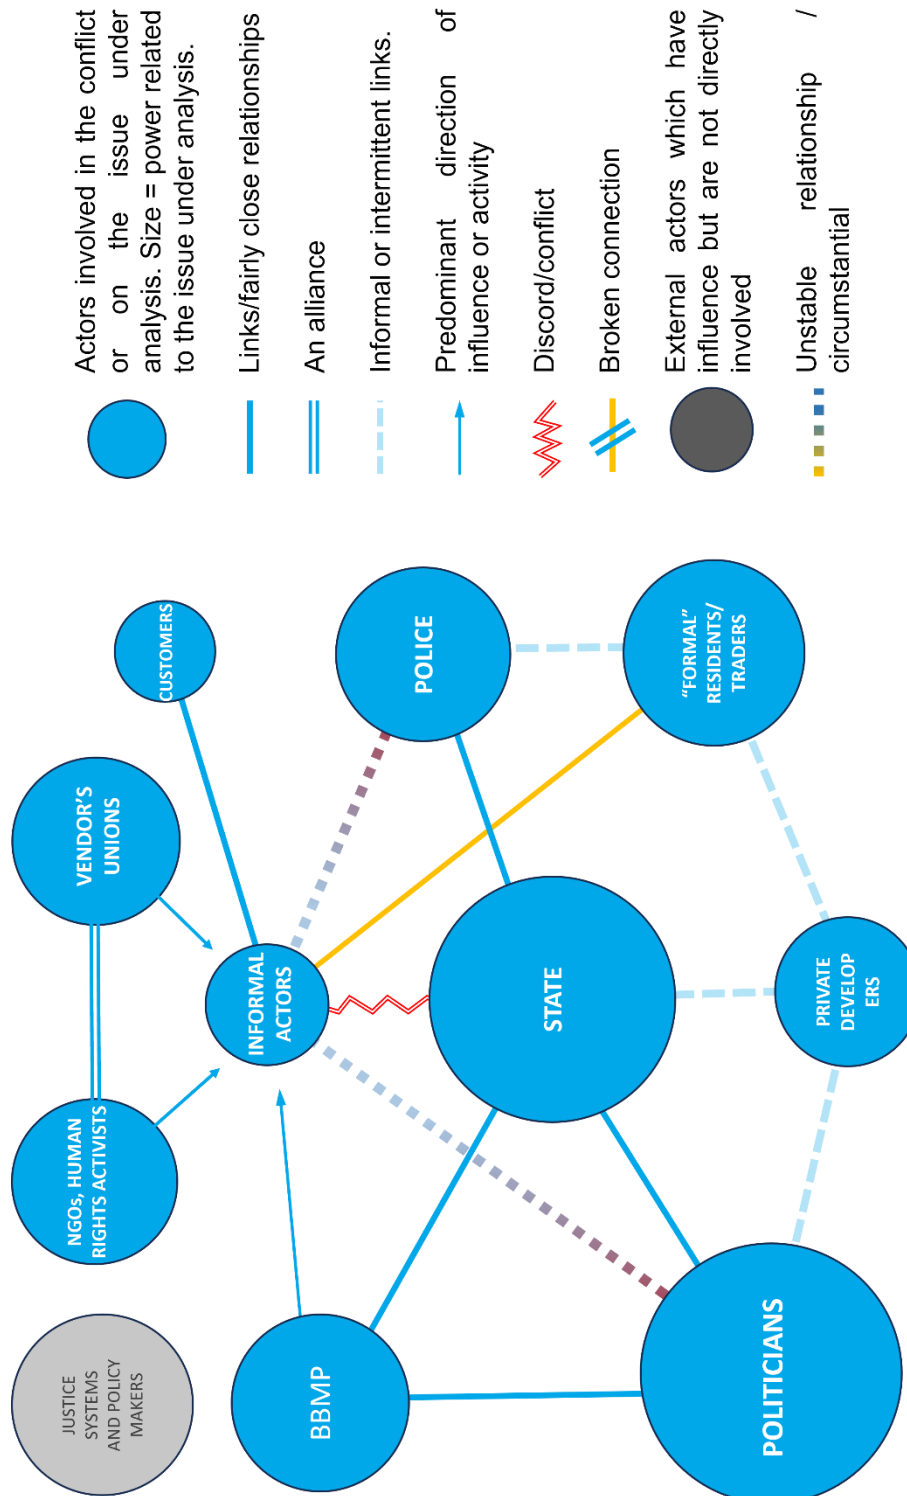 JUSTICE
SYSTEMS
AND POLICY
MAKERS
NGOs, HUMAN
RIGHTS ACTIVISTS
VENDOR'S
UNIONS
CUSTOMERS
BBMP
INFORMAL
ACTORS
POLICE
STATE
POLITICIANS
PRIVATE
DEVELOP
ERS
"FORMAL"
RESIDENTS/
TRADERS
Actors involved in the conflict
or on the issue under
analysis. Size = power related
to the issue under analysis.
Links/fairly close relationships
An alliance
Informal or intermittent links.
Predominant direction of
influence or activity
Discord/conflict
Broken connection
External actors which have
influence but are not directly
involved
Unstable relationship /
circumstantial